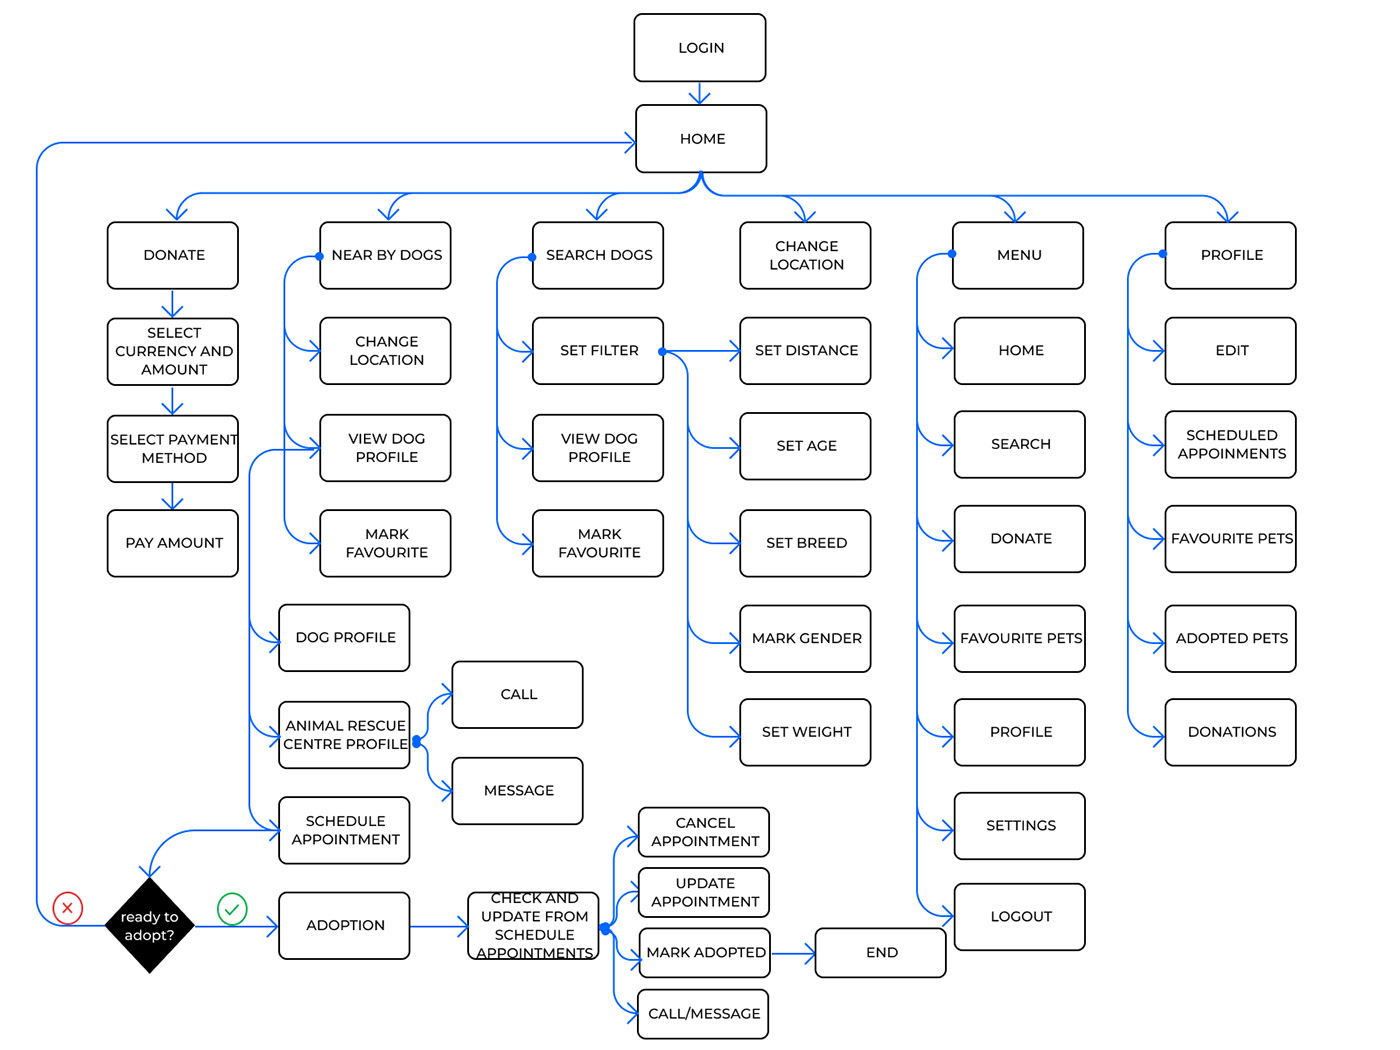 LOGIN
HOME
DONATE
NEAR BY DOGS
SEARCH DOGS
CHANGE
LOCATION
MENU
PROFILE
SELECT
CURRENCY AND
AMOUNT
CHANGE
LOCATION
SET FILTER
SET DISTANCE
HOME
EDIT
SELECT PAYMENT
METHOD
VIEW DOG
PROFILE
VIEW DOG
PROFILE
SET AGE
SEARCH
SCHEDULED
APPOINMENTS
PAY AMOUNT
MARK
FAVOURITE
MARK
FAVOURITE
SET BREED
DONATE
FAVOURITE PETS
DOG PROFILE
MARK GENDER
FAVOURITE PETS
ADOPTED PETS
CALL
ANIMAL RESCUE
CENTRE PROFILE
SET WEIGHT
PROFILE
DONATIONS
MESSAGE
SCHEDULE
APPOINTMENT
CANCEL
APPOINTMENT
SETTINGS
UPDATE
APPOINTMENT
ready to
adopt?
ADOPTION
CHECK AND
UPDATE FROM
SCHEDULE
APPOINTMENTS
LOGOUT
MARK ADOPTED
END
CALL/MESSAGE